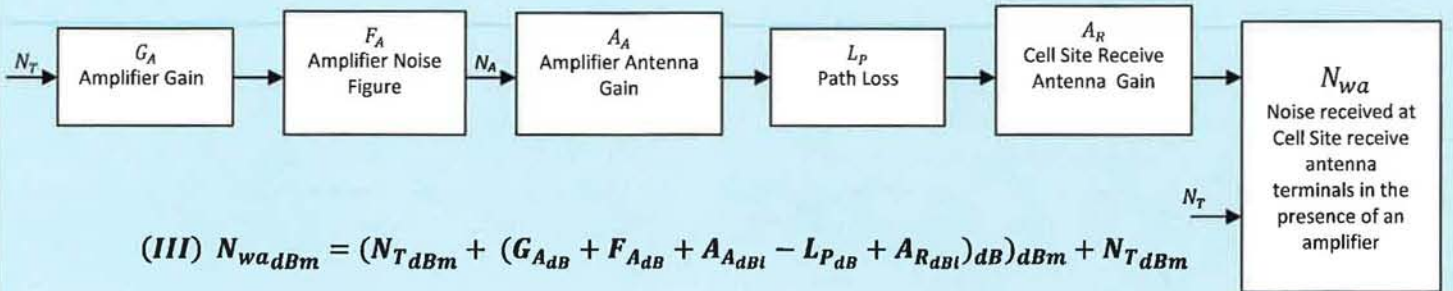 N_T
G_A
Amplifier Gain
F_A
Amplifier Noise
Figure
N_A
A_A
Amplifier Antenna
Gain
L_P
Path Loss
A_R
Cell Site Receive
Antenna Gain
N_wa
Noise received at
Cell Site receive
antenna
terminals in the
presence of an
amplifier
N_T
(III) N_wa_dBm = (N_T_dBm + (G_A_dB + F_A_dB + A_A_dBi − L_P_dB + A_R_dBi)_dB)_dBm + N_T_dBm